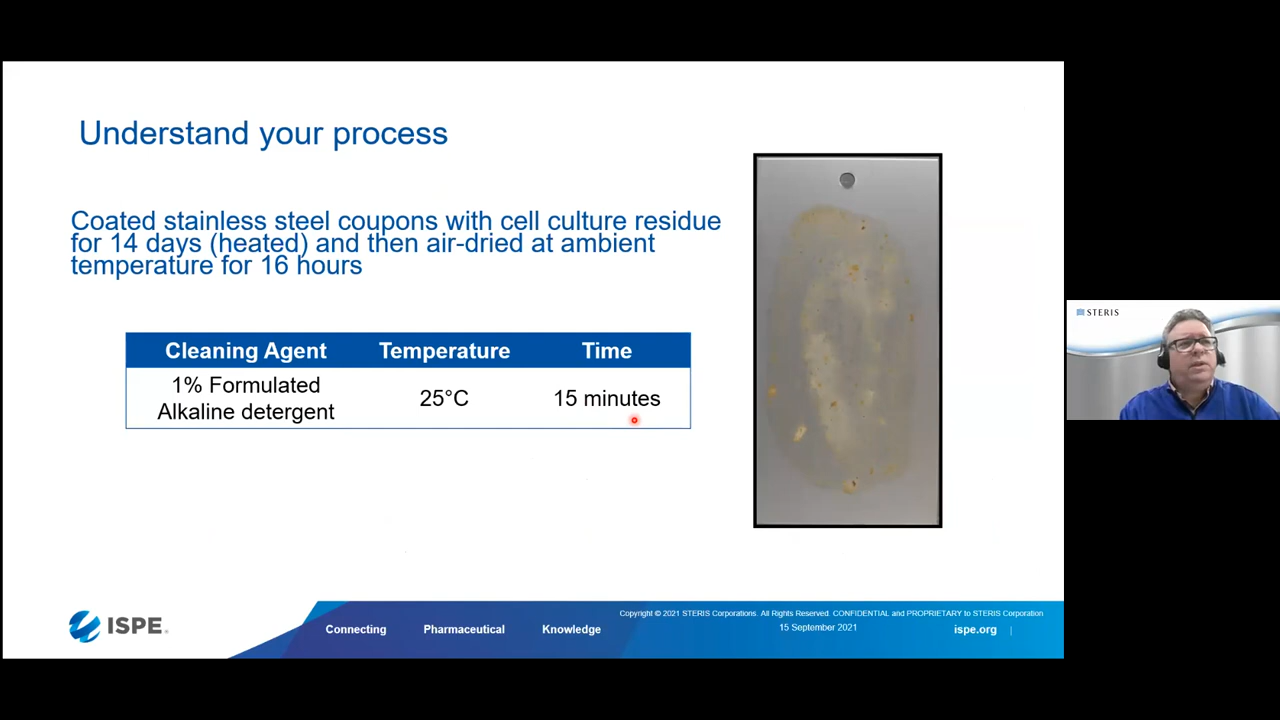 Understand your process
Coated stainless steel coupons with cell culture residue
for 14 days (heated) and then air-dried at ambient
temperature for 16 hours
Cleaning Agent Temperature Time
1% Formulated
Alkaline detergent
25°C 15 minutes
STERIS
ISPE
Connecting Pharmaceutical Knowledge
Copyright © 2021 STERIS Corporations. All Rights Reserved. CONFIDENTIAL and PROPRIETARY to STERIS Corporation
15 September 2021
ispe.org |